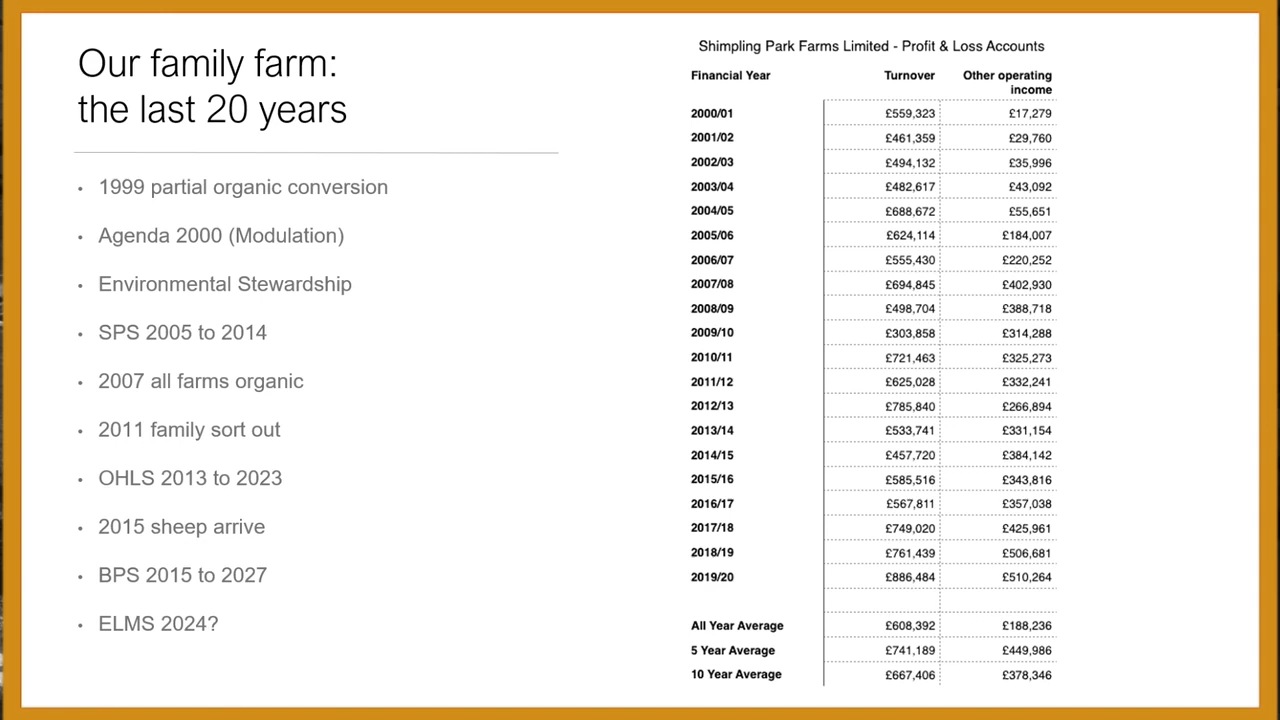 Our family farm:
the last 20 years
• 1999 partial organic conversion
• Agenda 2000 (Modulation)
• Environmental Stewardship
• SPS 2005 to 2014
• 2007 all farms organic
• 2011 family sort out
• OHLS 2013 to 2023
• 2015 sheep arrive
• BPS 2015 to 2027
• ELMS 2024?
Shimpling Park Farms Limited - Profit & Loss Accounts
Financial Year Turnover Other operating
income
2000/01 £559,323 £17,279
2001/02 £461,359 £29,760
2002/03 £494,132 £35,996
2003/04 £482,617 £43,092
2004/05 £688,672 £55,651
2005/06 £624,114 £184,007
2006/07 £555,430 £220,252
2007/08 £694,845 £402,930
2008/09 £498,704 £388,718
2009/10 £303,858 £314,288
2010/11 £721,463 £325,273
2011/12 £625,028 £332,241
2012/13 £785,840 £266,894
2013/14 £533,741 £331,154
2014/15 £457,720 £384,142
2015/16 £585,516 £343,816
2016/17 £567,811 £357,038
2017/18 £749,020 £425,961
2018/19 £761,439 £506,681
2019/20 £886,484 £510,264
All Year Average £608,392 £188,236
5 Year Average £741,189 £449,986
10 Year Average £667,406 £378,346